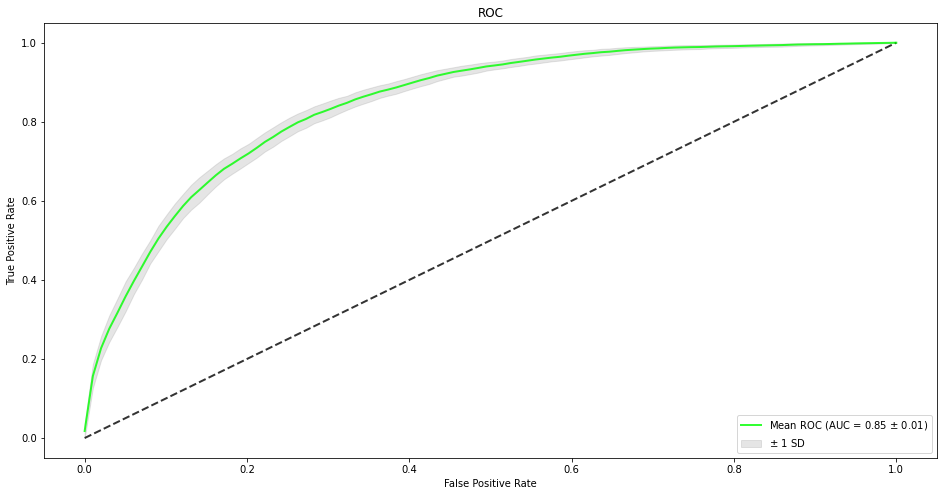 ROC
True Positive Rate
1.0
0.8
0.6
0.4
0.2
0.0
Mean ROC (AUC = 0.85 ± 0.01)
± 1 SD
0.0 0.2 0.4 0.6 0.8 1.0
False Positive Rate